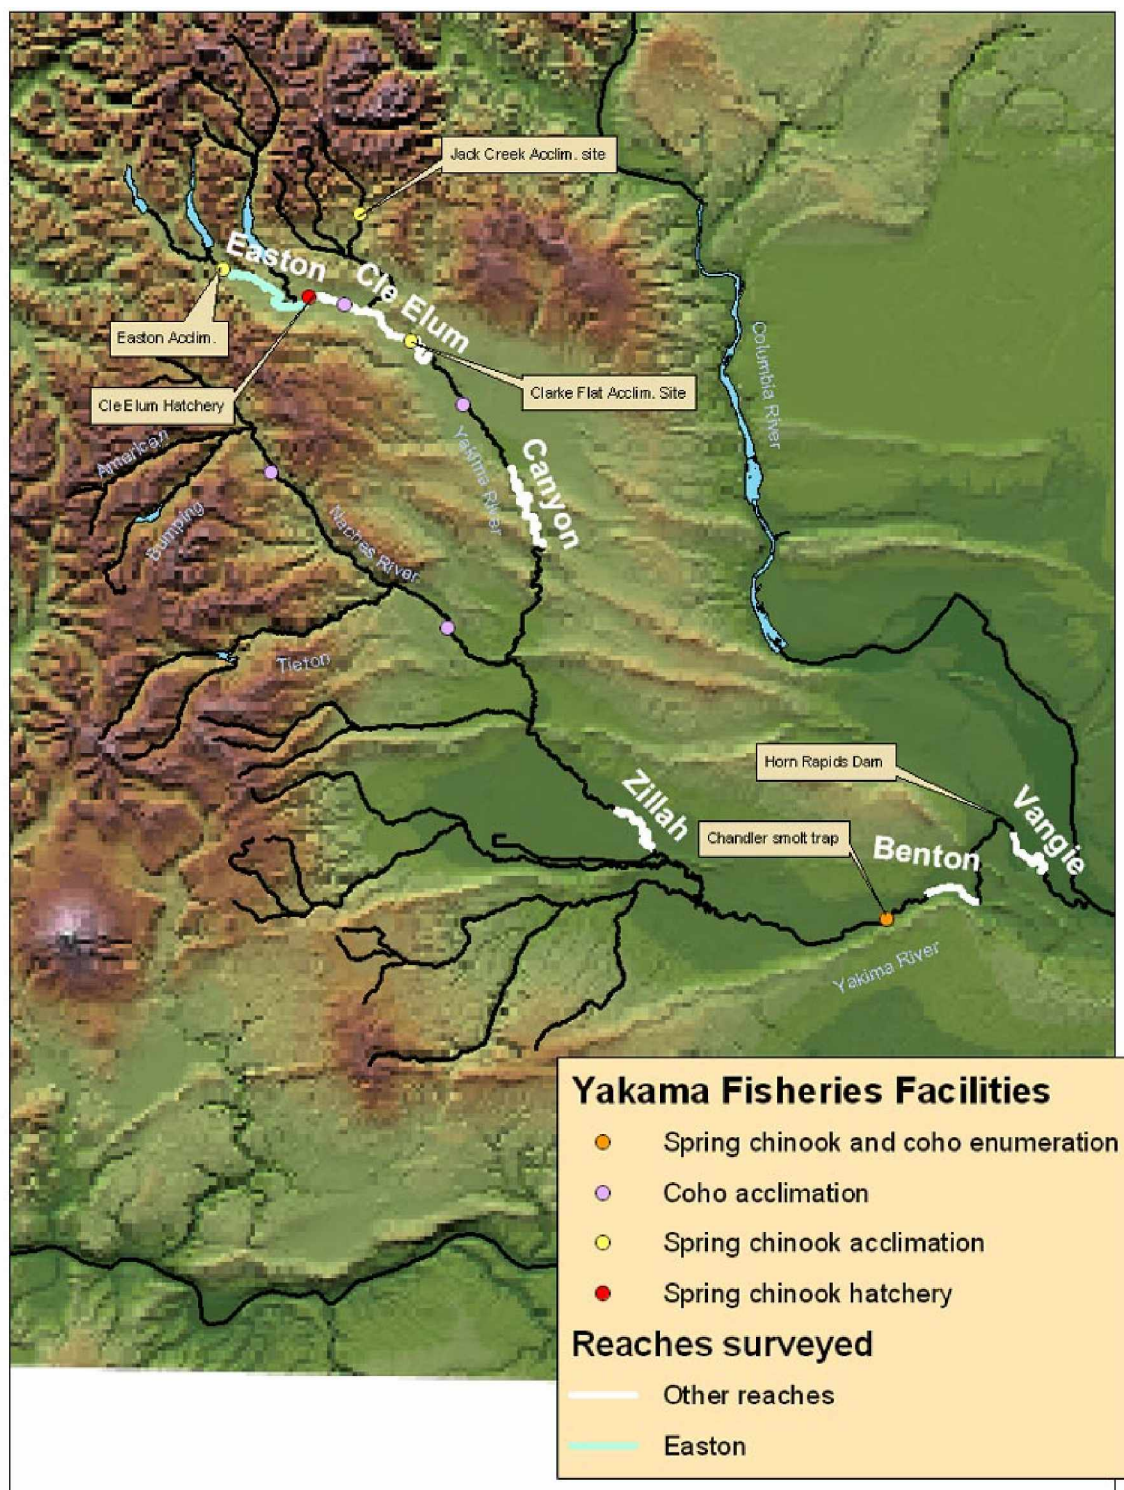 Jack Creek Acclim. site
Easton
Cle Elum
Easton Acclim.
Columbia River
Clarke Flat Acclim. Site
Cle Elum Hatchery
American
Yakima River
Canyon
Bumping
Naches River
Tieton
Horn Rapids Dam
Zillah
Vangie
Chandler smolt trap
Benton
Yakima River
Yakama Fisheries Facilities
Spring chinook and coho enumeration
Coho acclimation
Spring chinook acclimation
Spring chinook hatchery
Reaches surveyed
Other reaches
Easton